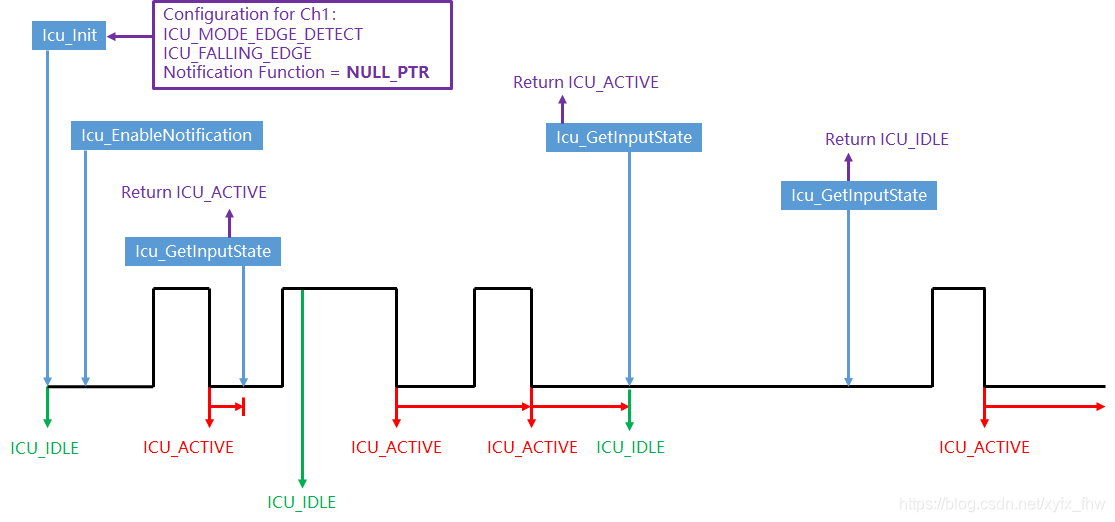 Icu_Init
Configuration for Ch1:
ICU_MODE_EDGE_DETECT
ICU_FALLING_EDGE
Notification Function = NULL_PTR
Icu_EnableNotification
Return ICU_ACTIVE
Icu_GetInputState
Return ICU_ACTIVE
Icu_GetInputState
Return ICU_IDLE
Icu_GetInputState
ICU_IDLE
ICU_ACTIVE
ICU_IDLE
ICU_ACTIVE
ICU_ACTIVE
ICU_IDLE
ICU_ACTIVE
https://blog.csdn.net/xyfx_fhw